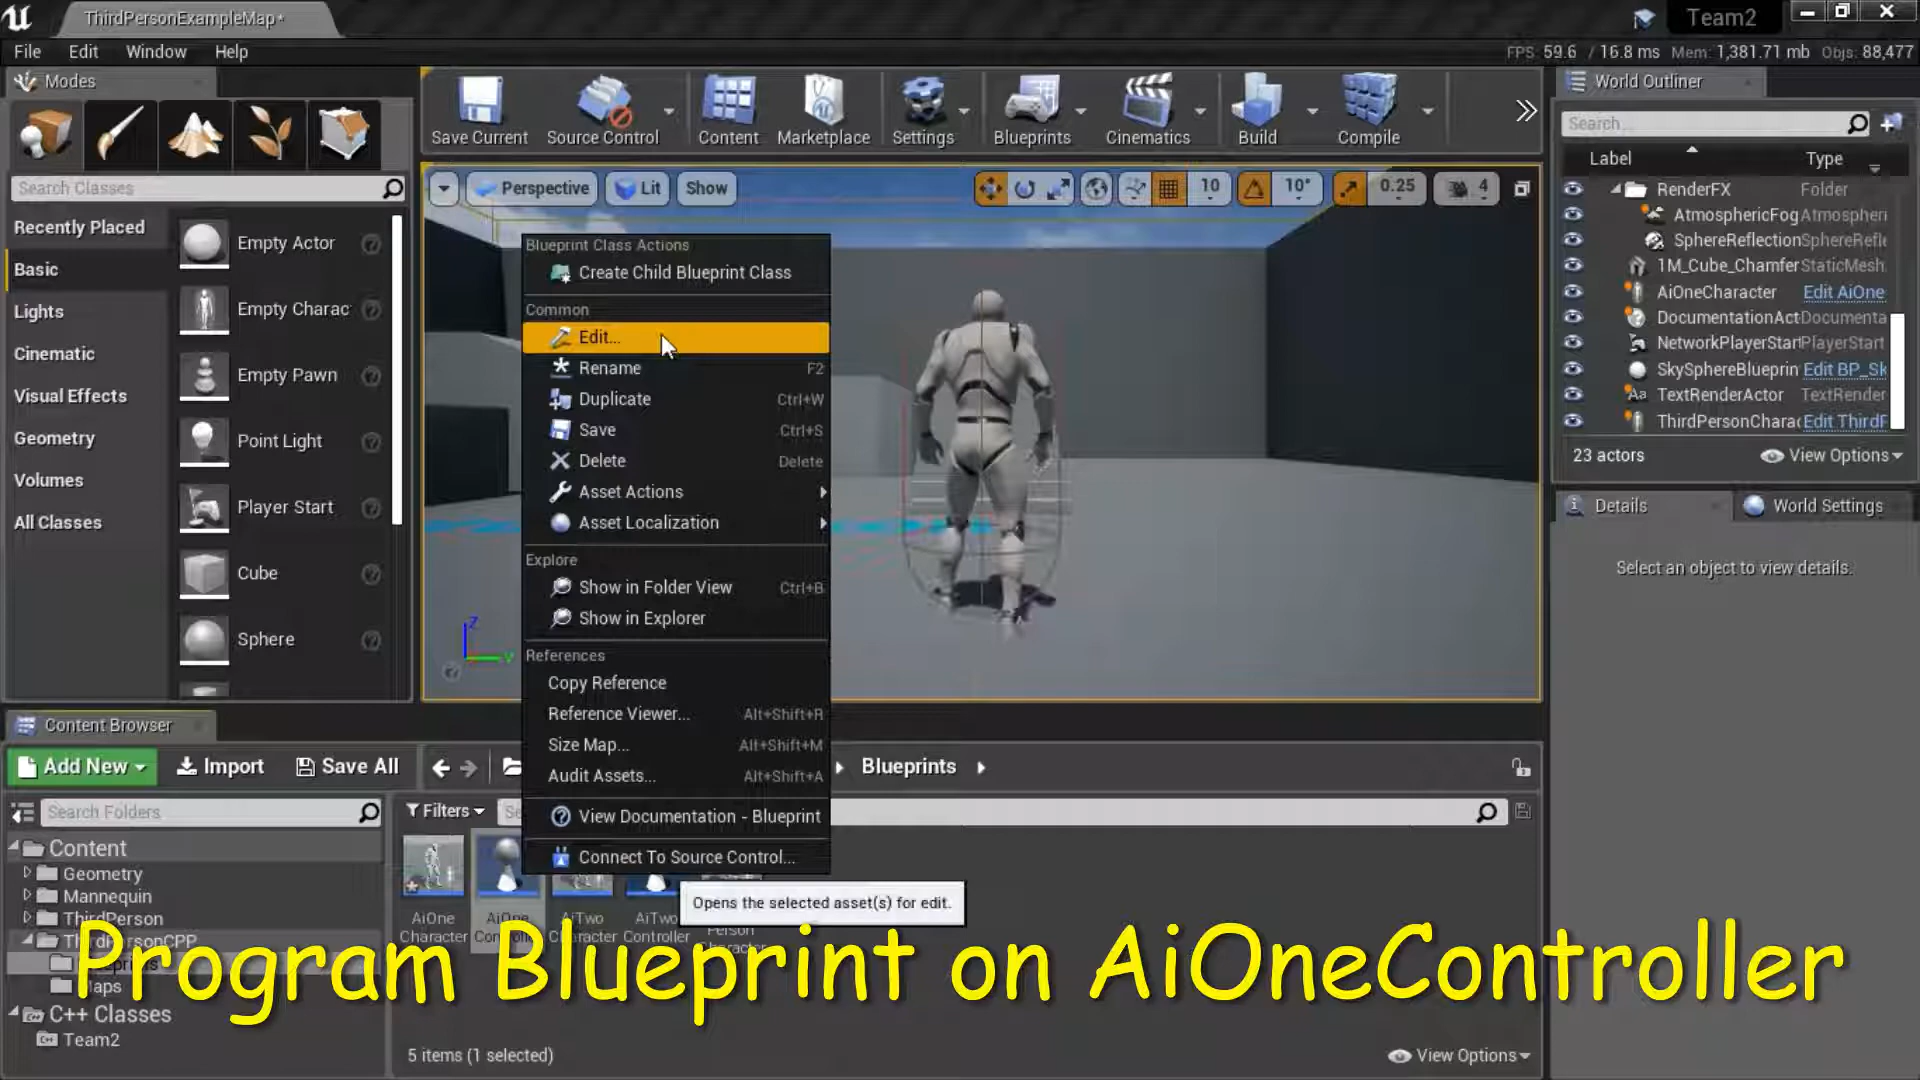 ThirdPersonExampleMap*
Team2
File Edit Window Help
FPS: 59.6 / 16.8 ms Mem: 1,381.71 mb Objs: 88,477
Modes
Search Classes
Recently Placed
Basic
Lights
Cinematic
Visual Effects
Geometry
Volumes
All Classes
Empty Actor
Empty Charac
Empty Pawn
Point Light
Player Start
Cube
Sphere
Save Current Source Control Content Marketplace Settings Blueprints Cinematics Build Compile
Perspective Lit Show
10 10° 0.25 4
Blueprint Class Actions
Create Child Blueprint Class
Common
Edit...
Rename F2
Duplicate Ctrl+W
Save Ctrl+S
Delete Delete
Asset Actions
Asset Localization
Explore
Show in Folder View Ctrl+B
Show in Explorer
References
Copy Reference
Reference Viewer... Alt+Shift+R
Size Map... Alt+Shift+M
Audit Assets... Alt+Shift+A
View Documentation - Blueprint
Connect To Source Control...
Opens the selected asset(s) for edit.
World Outliner
Search...
Label Type
RenderFX Folder
AtmosphericFog Atmospheri
SphereReflection SphereRefle
1M_Cube_Chamfer StaticMesh
AiOneCharacter Edit AiOne
DocumentationAct Documenta
NetworkPlayerStart PlayerStart
SkySphereBlueprin Edit BP_Sk
TextRenderActor TextRender
ThirdPersonCharac Edit ThirdP
23 actors View Options
Details World Settings
Select an object to view details.
Content Browser
Add New Import Save All
Blueprints
Search Folders
Filters
Content
Geometry
Mannequin
ThirdPerson
ThirdPersonCPP
Maps
C++ Classes
Team2
AiOne Character
AiOne Controller
AiTwo Character
AiTwo Controller
Person Character
Program Blueprint on AiOneController
5 items (1 selected) View Options